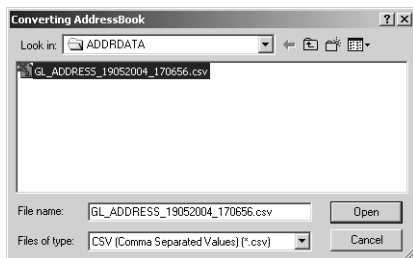 Converting AddressBook
Look in: ADDRDATA
GL_ADDRESS_19052004_170656.csv
File name: GL_ADDRESS_19052004_170656.csv Open
Files of type: CSV (Comma Separated Values) (*.csv) Cancel